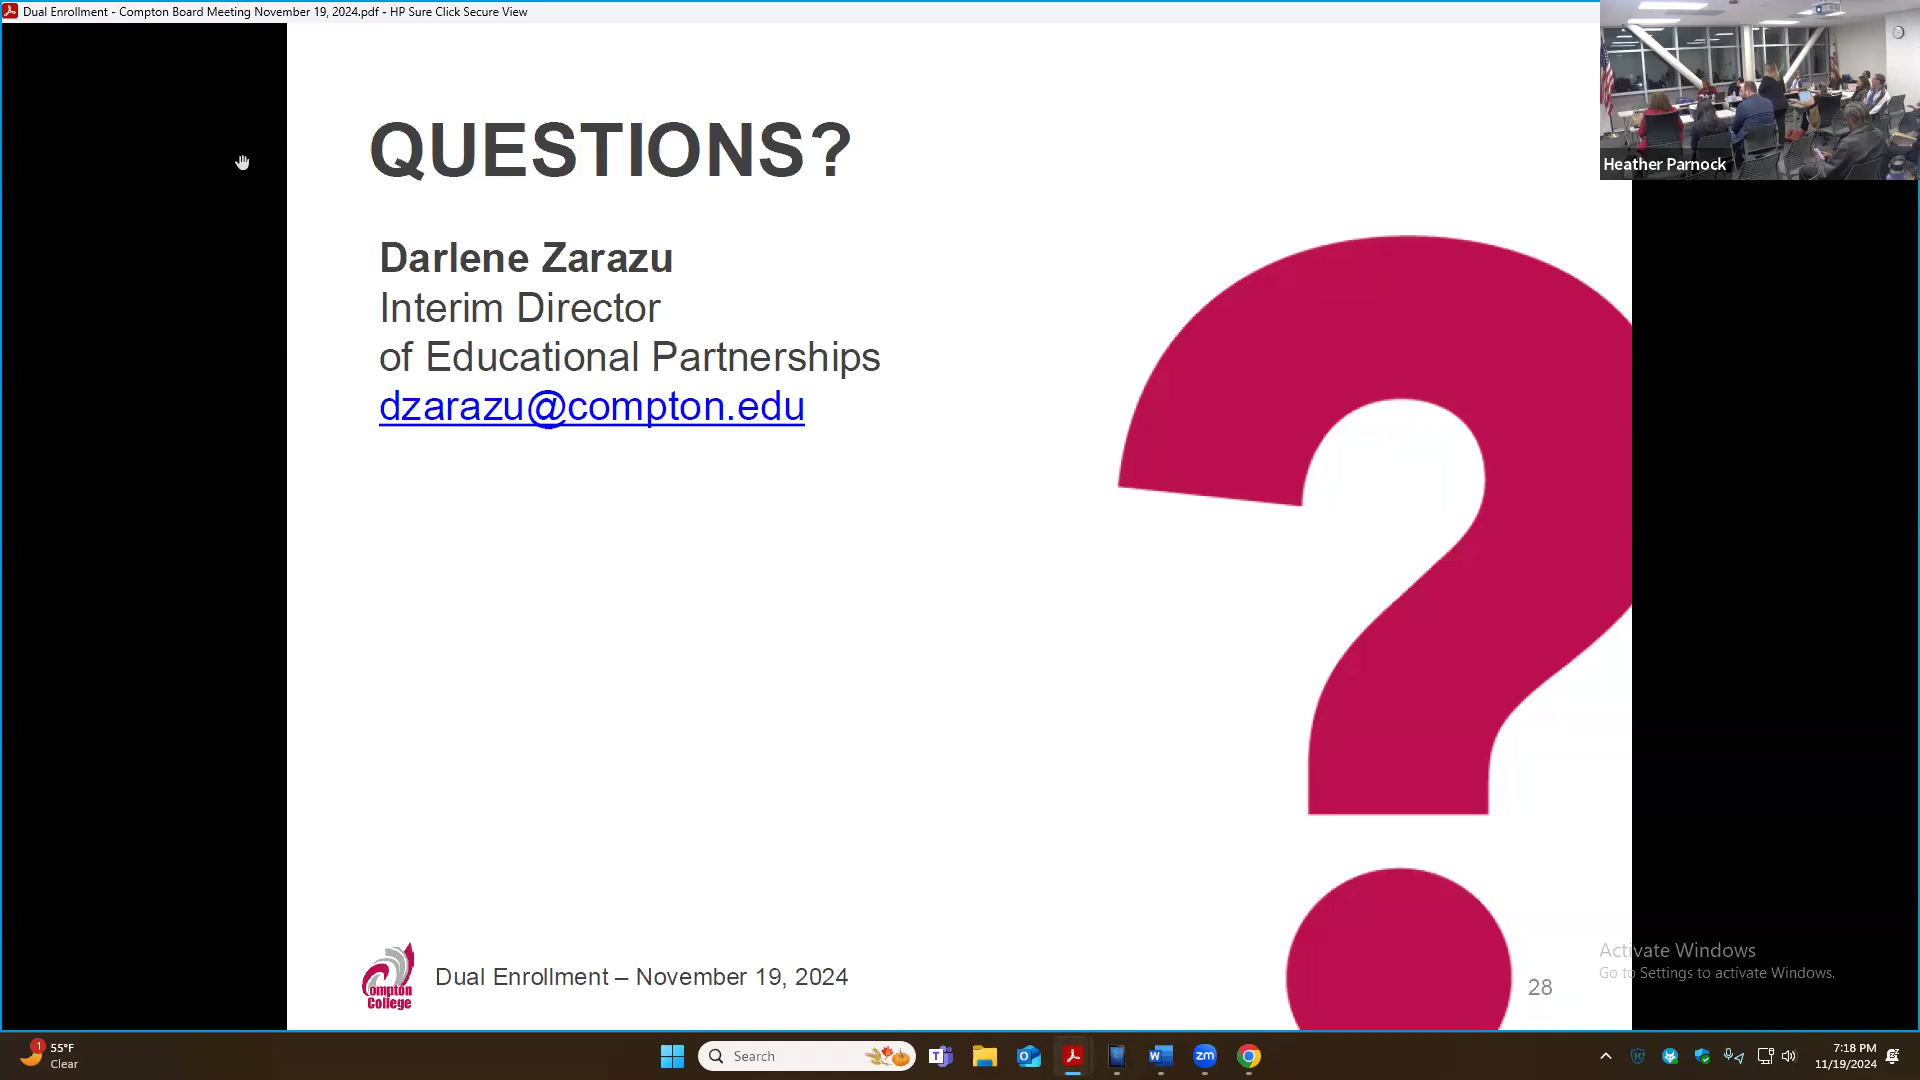 Dual Enrollment - Compton Board Meeting November 19, 2024.pdf - HP Sure Click Secure View
Heather Parnock
QUESTIONS?
Darlene Zarazu
Interim Director
of Educational Partnerships
dzarazu@compton.edu
?
Compton
College
Dual Enrollment – November 19, 2024
28
Activate Windows
Go to Settings to activate Windows.
1
55°F
Clear
Search
zm
7:18 PM
11/19/2024